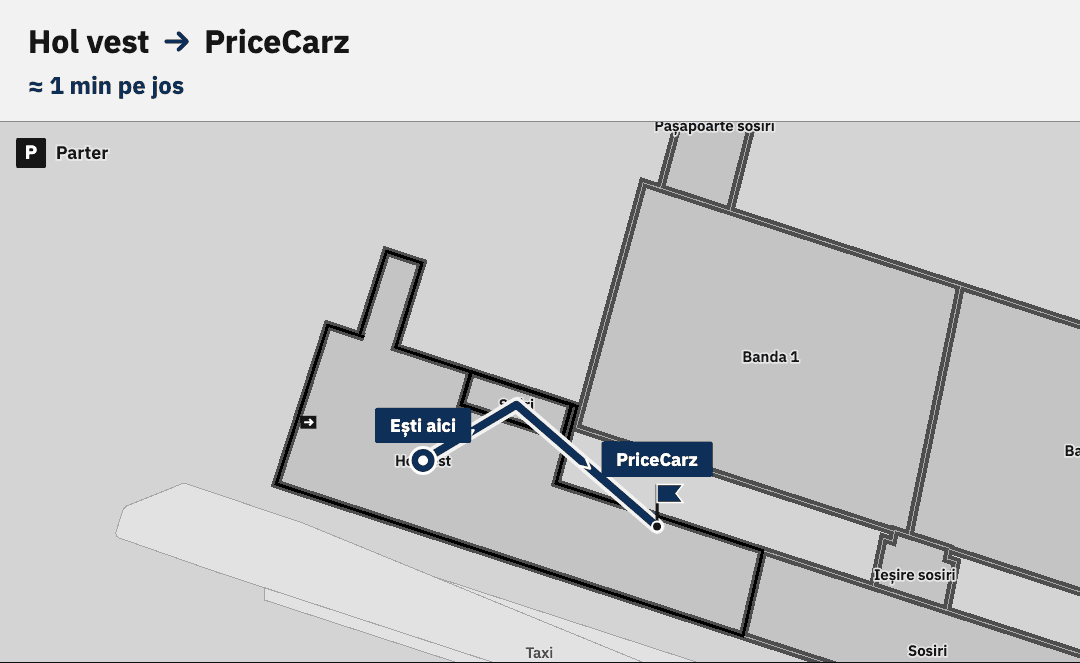 Hol vest → PriceCarz
≈ 1 min pe jos
P Parter
Pașapoarte sosiri
Banda 1
Ești aici
PriceCarz
Ieșire sosiri
Sosiri
Taxi